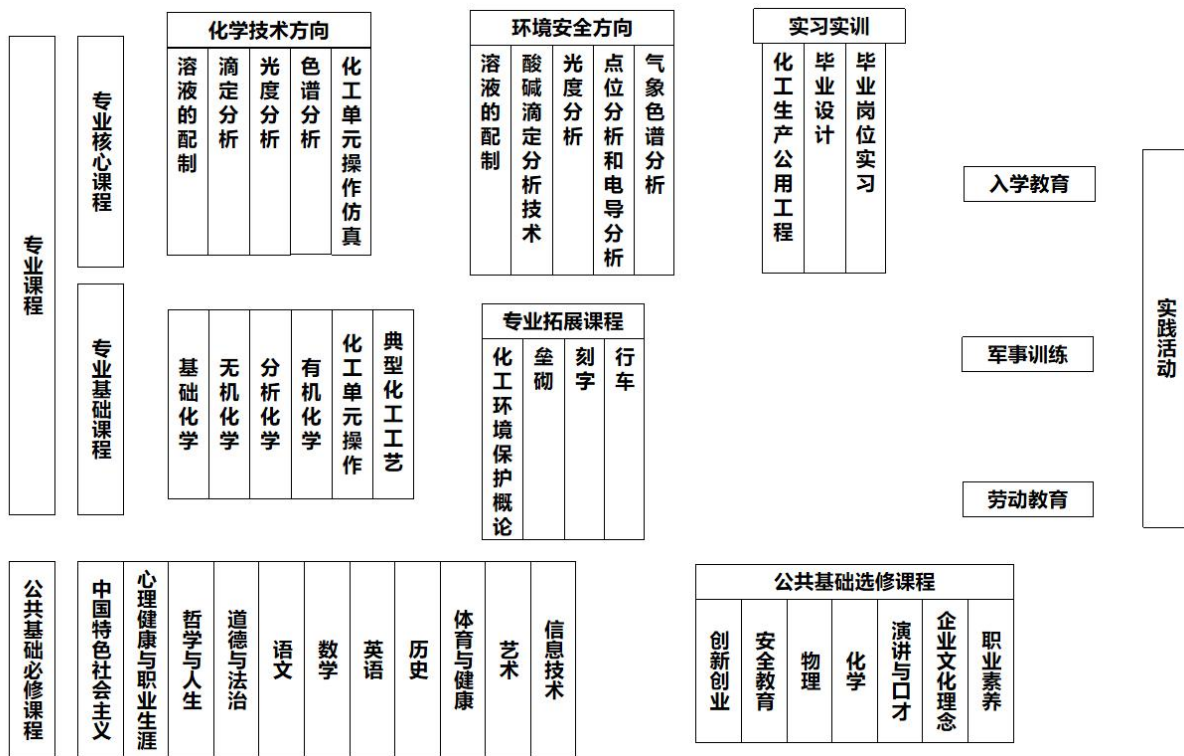 专业课程
专业核心课程
化学技术方向
溶液的配制
滴定分析
光度分析
色谱分析
化工单元操作仿真
环境安全方向
溶液的配制
酸碱滴定分析技术
光度分析
点位分析和电导分析
气象色谱分析
实习实训
化工生产公用工程
毕业设计
毕业岗位实习
专业基础课程
基础化学
无机化学
分析化学
有机化学
化工单元操作
典型化工工艺
专业拓展课程
化工环境保护概论
垒砌
刻字
行车
入学教育
军事训练
劳动教育
实践活动
公共基础必修课程
中国特色社会主义
心理健康与职业生涯
哲学与人生
道德与法治
语文
数学
英语
历史
体育与健康
艺术
信息技术
公共基础选修课程
创新创业
安全教育
物理
化学
演讲与口才
企业文化理念
职业素养